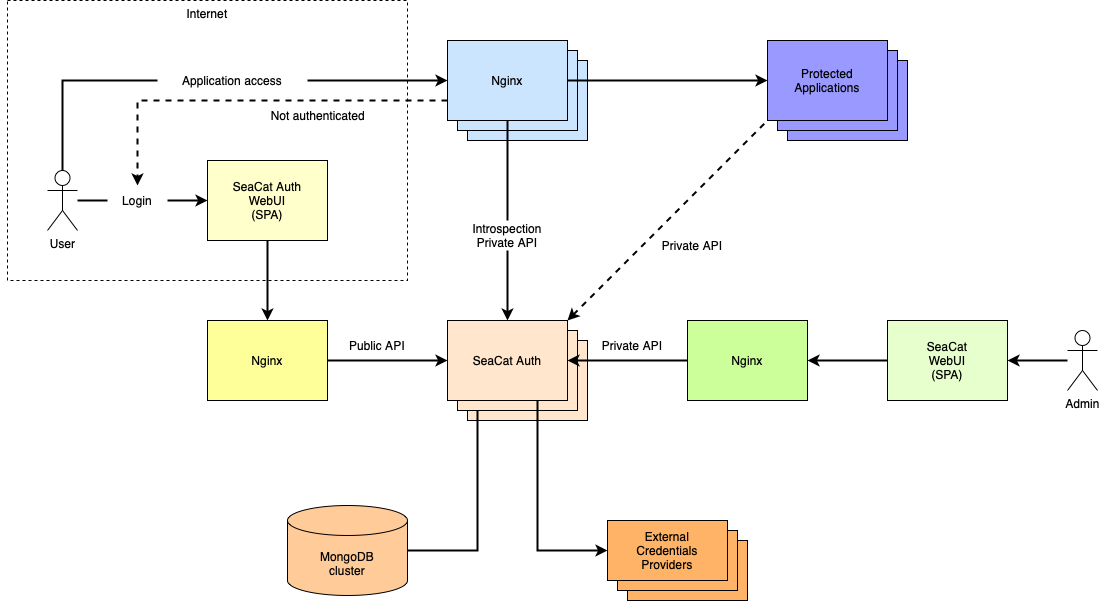 Internet
Application access
Nginx
Protected
Applications
Not authenticated
Login
SeaCat Auth
WebUI
(SPA)
User
Introspection
Private API
Private API
Nginx
Public API
SeaCat Auth
Private API
Nginx
SeaCat
WebUI
(SPA)
Admin
MongoDB
cluster
External
Credentials
Providers